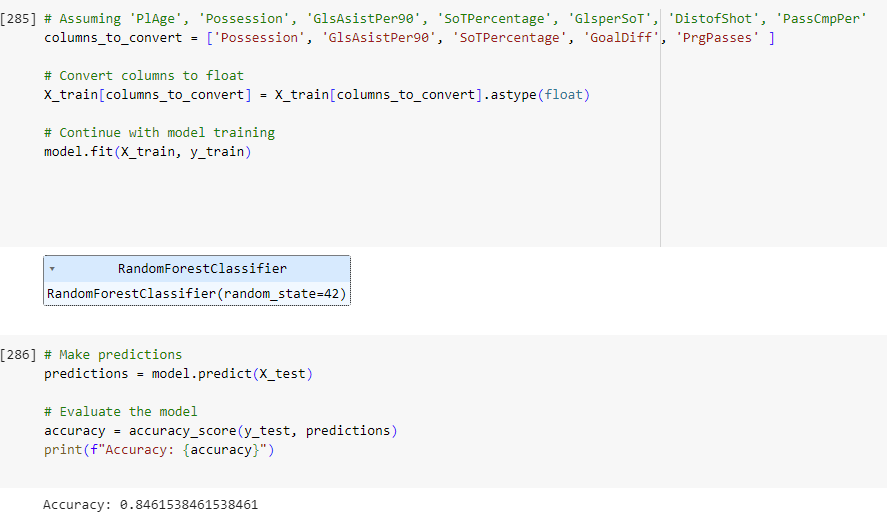 [285] # Assuming 'PlAge', 'Possession', 'GlsAsistPer90', 'SoTPercentage', 'GlsperSoT', 'DistofShot', 'PassCmpPer'
columns_to_convert = ['Possession', 'GlsAsistPer90', 'SoTPercentage', 'GoalDiff', 'PrgPasses' ]
# Convert columns to float
X_train[columns_to_convert] = X_train[columns_to_convert].astype(float)
# Continue with model training
model.fit(X_train, y_train)
▾ RandomForestClassifier
RandomForestClassifier(random_state=42)
[286] # Make predictions
predictions = model.predict(X_test)
# Evaluate the model
accuracy = accuracy_score(y_test, predictions)
print(f"Accuracy: {accuracy}")
Accuracy: 0.8461538461538461